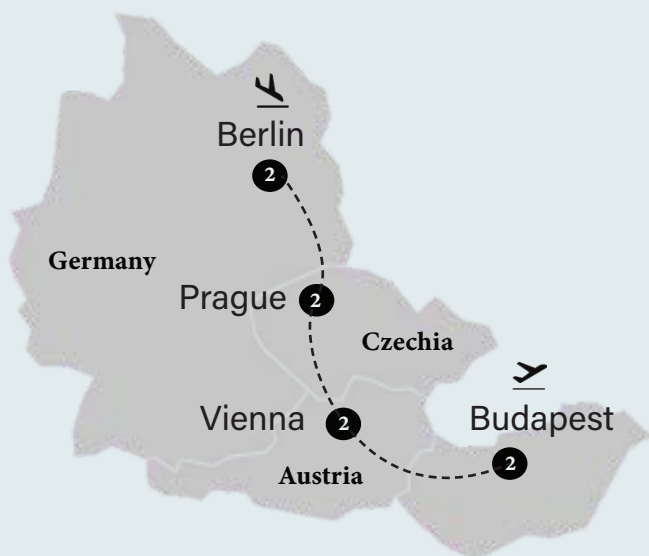 Berlin
2
Germany
Prague
2
Czechia
Vienna
2
Budapest
2
Austria